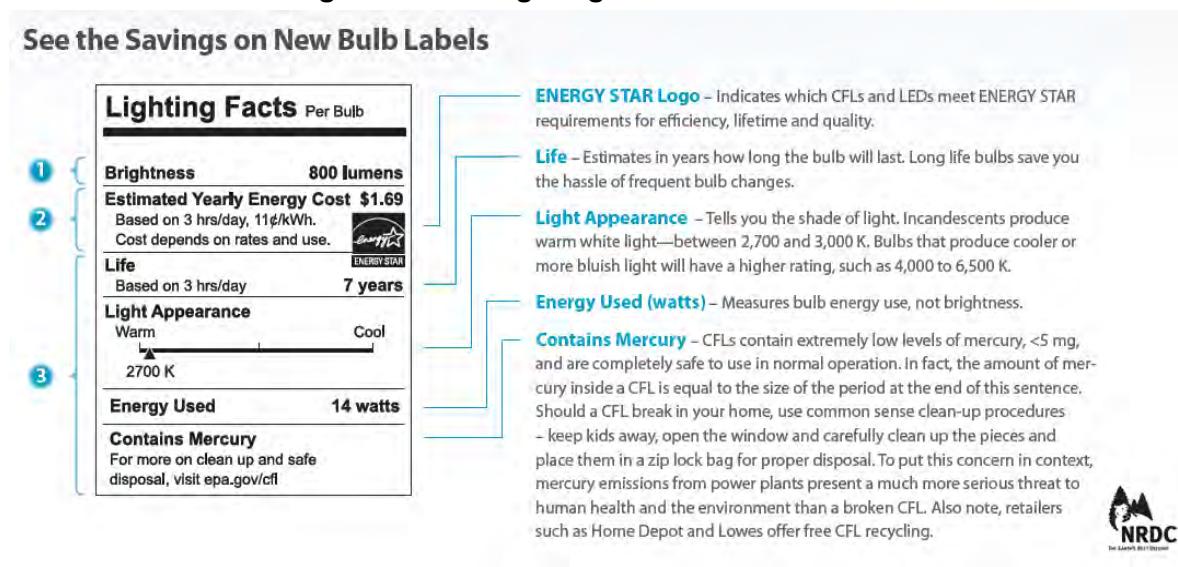 See the Savings on New Bulb Labels
Lighting Facts Per Bulb
1
Brightness 800 lumens
2
Estimated Yearly Energy Cost $1.69
Based on 3 hrs/day, 11¢/kWh.
Cost depends on rates and use.
energy
ENERGY STAR
3
Life
Based on 3 hrs/day 7 years
Light Appearance
Warm Cool
2700 K
Energy Used 14 watts
Contains Mercury
For more on clean up and safe
disposal, visit epa.gov/cfl
ENERGY STAR Logo – Indicates which CFLs and LEDs meet ENERGY STAR
requirements for efficiency, lifetime and quality.
Life – Estimates in years how long the bulb will last. Long life bulbs save you
the hassle of frequent bulb changes.
Light Appearance – Tells you the shade of light. Incandescents produce
warm white light—between 2,700 and 3,000 K. Bulbs that produce cooler or
more bluish light will have a higher rating, such as 4,000 to 6,500 K.
Energy Used (watts) – Measures bulb energy use, not brightness.
Contains Mercury – CFLs contain extremely low levels of mercury, <5 mg,
and are completely safe to use in normal operation. In fact, the amount of mer-
cury inside a CFL is equal to the size of the period at the end of this sentence.
Should a CFL break in your home, use common sense clean-up procedures
– keep kids away, open the window and carefully clean up the pieces and
place them in a zip lock bag for proper disposal. To put this concern in context,
mercury emissions from power plants present a much more serious threat to
human health and the environment than a broken CFL. Also note, retailers
such as Home Depot and Lowes offer free CFL recycling.
NRDC